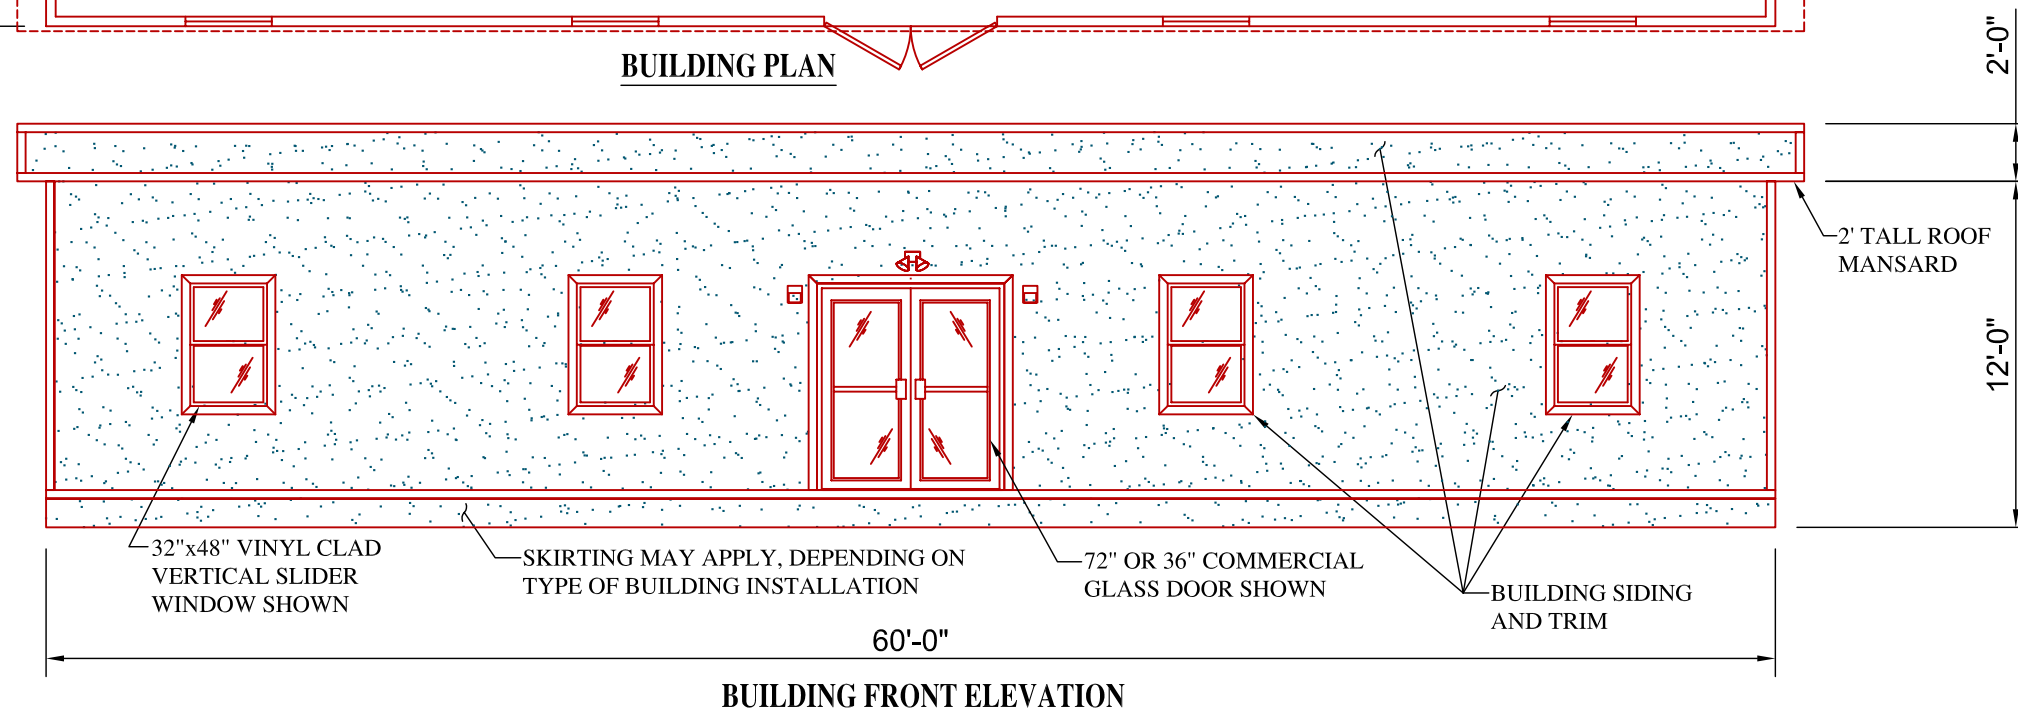 BUILDING PLAN
2'-0"
2' TALL ROOF
MANSARD
12'-0"
32"x48" VINYL CLAD
VERTICAL SLIDER
WINDOW SHOWN
SKIRTING MAY APPLY, DEPENDING ON
TYPE OF BUILDING INSTALLATION
72" OR 36" COMMERCIAL
GLASS DOOR SHOWN
BUILDING SIDING
AND TRIM
60'-0"
BUILDING FRONT ELEVATION